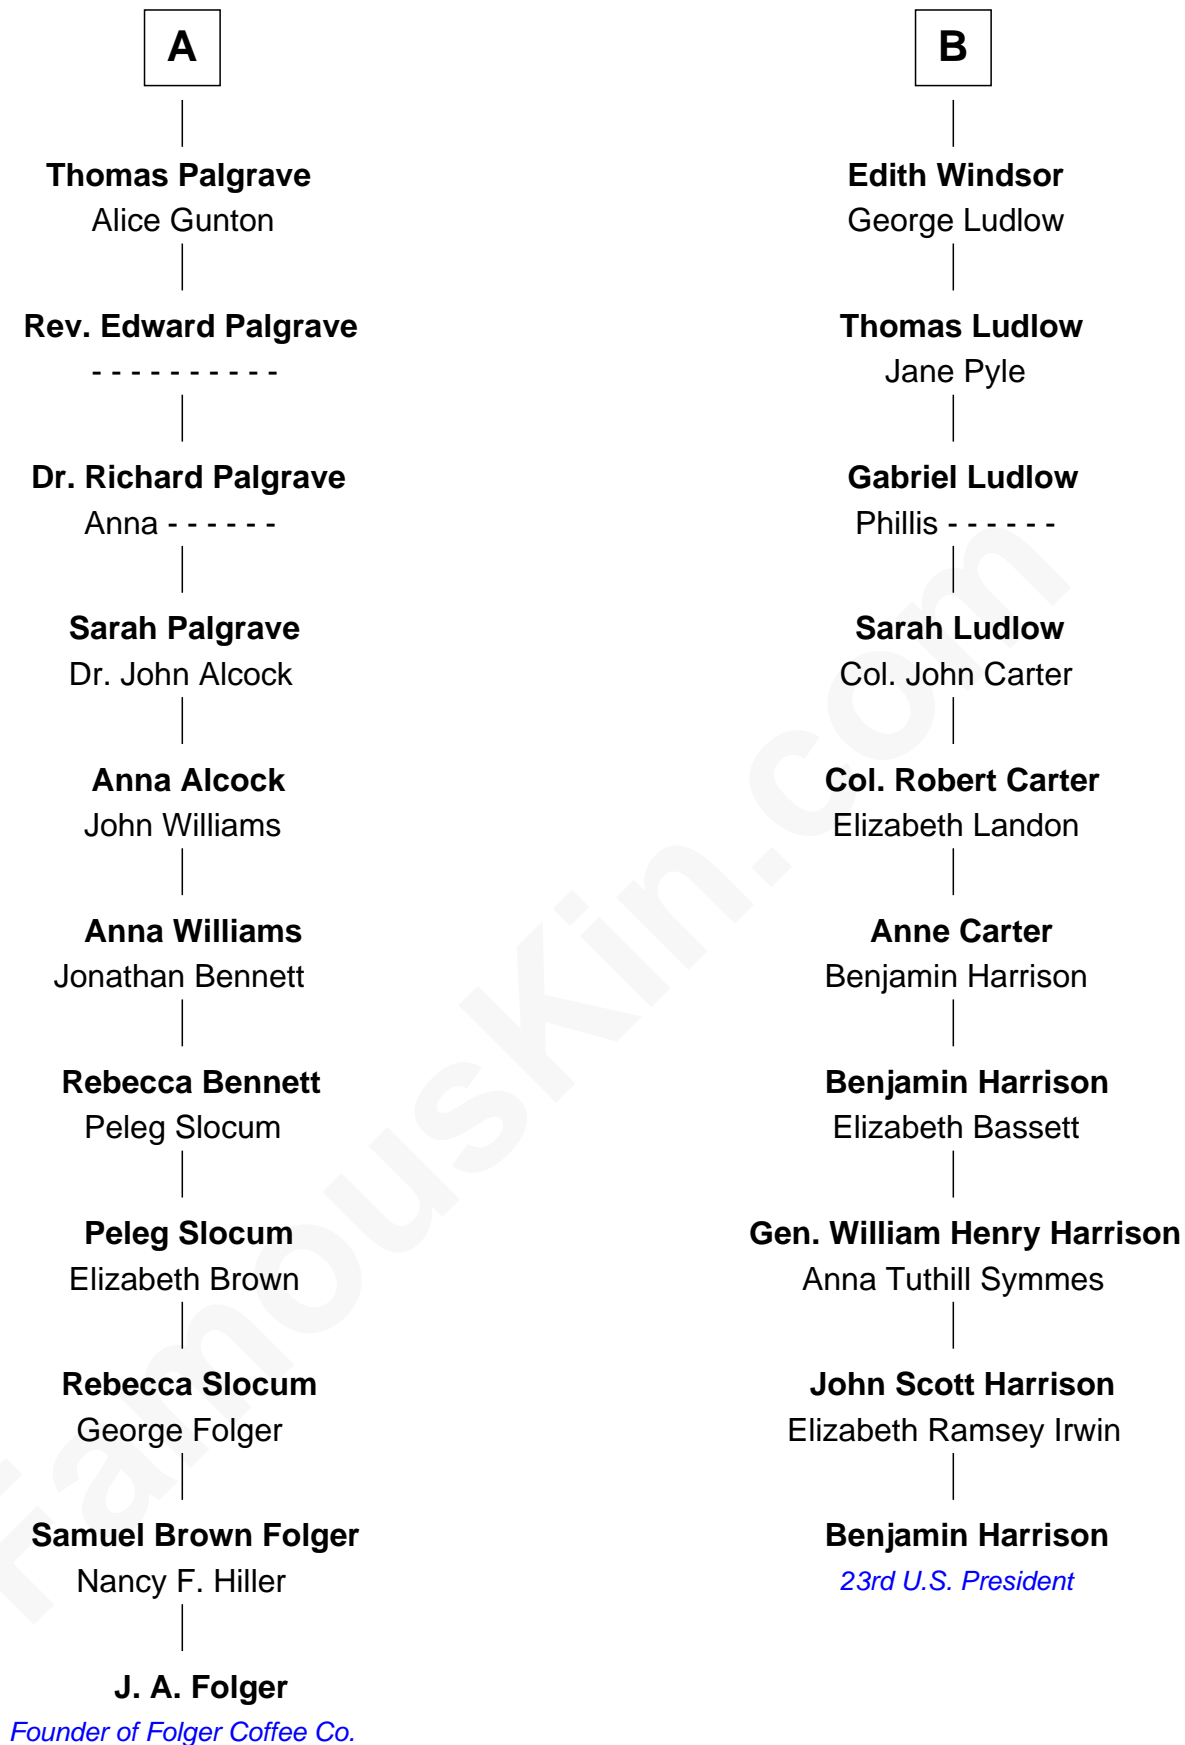 A
Thomas Palgrave
Alice Gunton
Rev. Edward Palgrave
- - - - - - - - - -
Dr. Richard Palgrave
Anna - - - - - -
Sarah Palgrave
Dr. John Alcock
Anna Alcock
John Williams
Anna Williams
Jonathan Bennett
Rebecca Bennett
Peleg Slocum
Peleg Slocum
Elizabeth Brown
Rebecca Slocum
George Folger
Samuel Brown Folger
Nancy F. Hiller
J. A. Folger
Founder of Folger Coffee Co.
B
Edith Windsor
George Ludlow
Thomas Ludlow
Jane Pyle
Gabriel Ludlow
Phillis - - - - - -
Sarah Ludlow
Col. John Carter
Col. Robert Carter
Elizabeth Landon
Anne Carter
Benjamin Harrison
Benjamin Harrison
Elizabeth Bassett
Gen. William Henry Harrison
Anna Tuthill Symmes
John Scott Harrison
Elizabeth Ramsey Irwin
Benjamin Harrison
23rd U.S. President
FamousKin.com